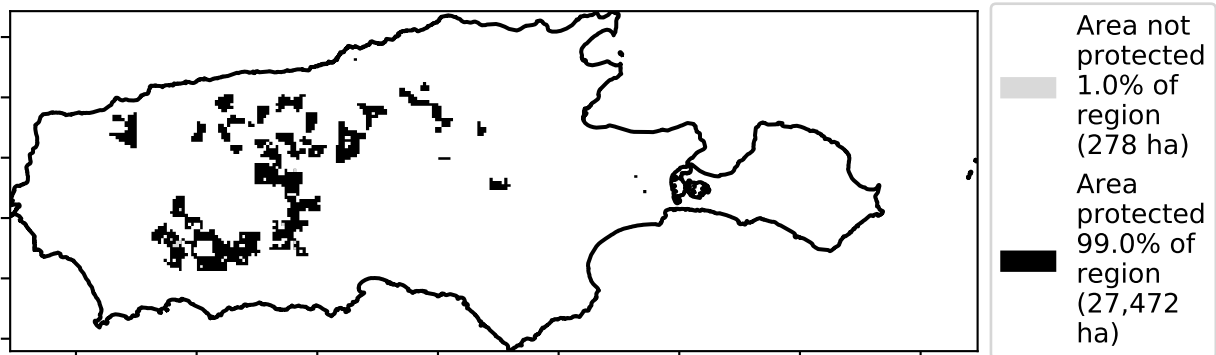 Area not
protected
1.0% of
region
(278 ha)
Area
protected
99.0% of
region
(27,472
ha)